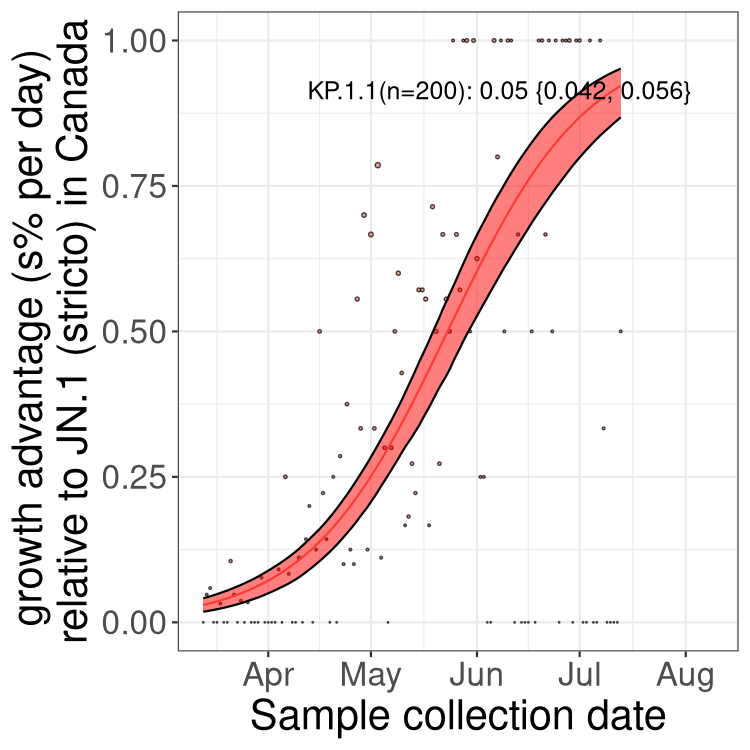 growth advantage (s% per day)
relative to JN.1 (stricto) in Canada
1.00
0.75
0.50
0.25
0.00
KP.1.1(n=200): 0.05 {0.042, 0.056}
Apr May Jun Jul Aug
Sample collection date